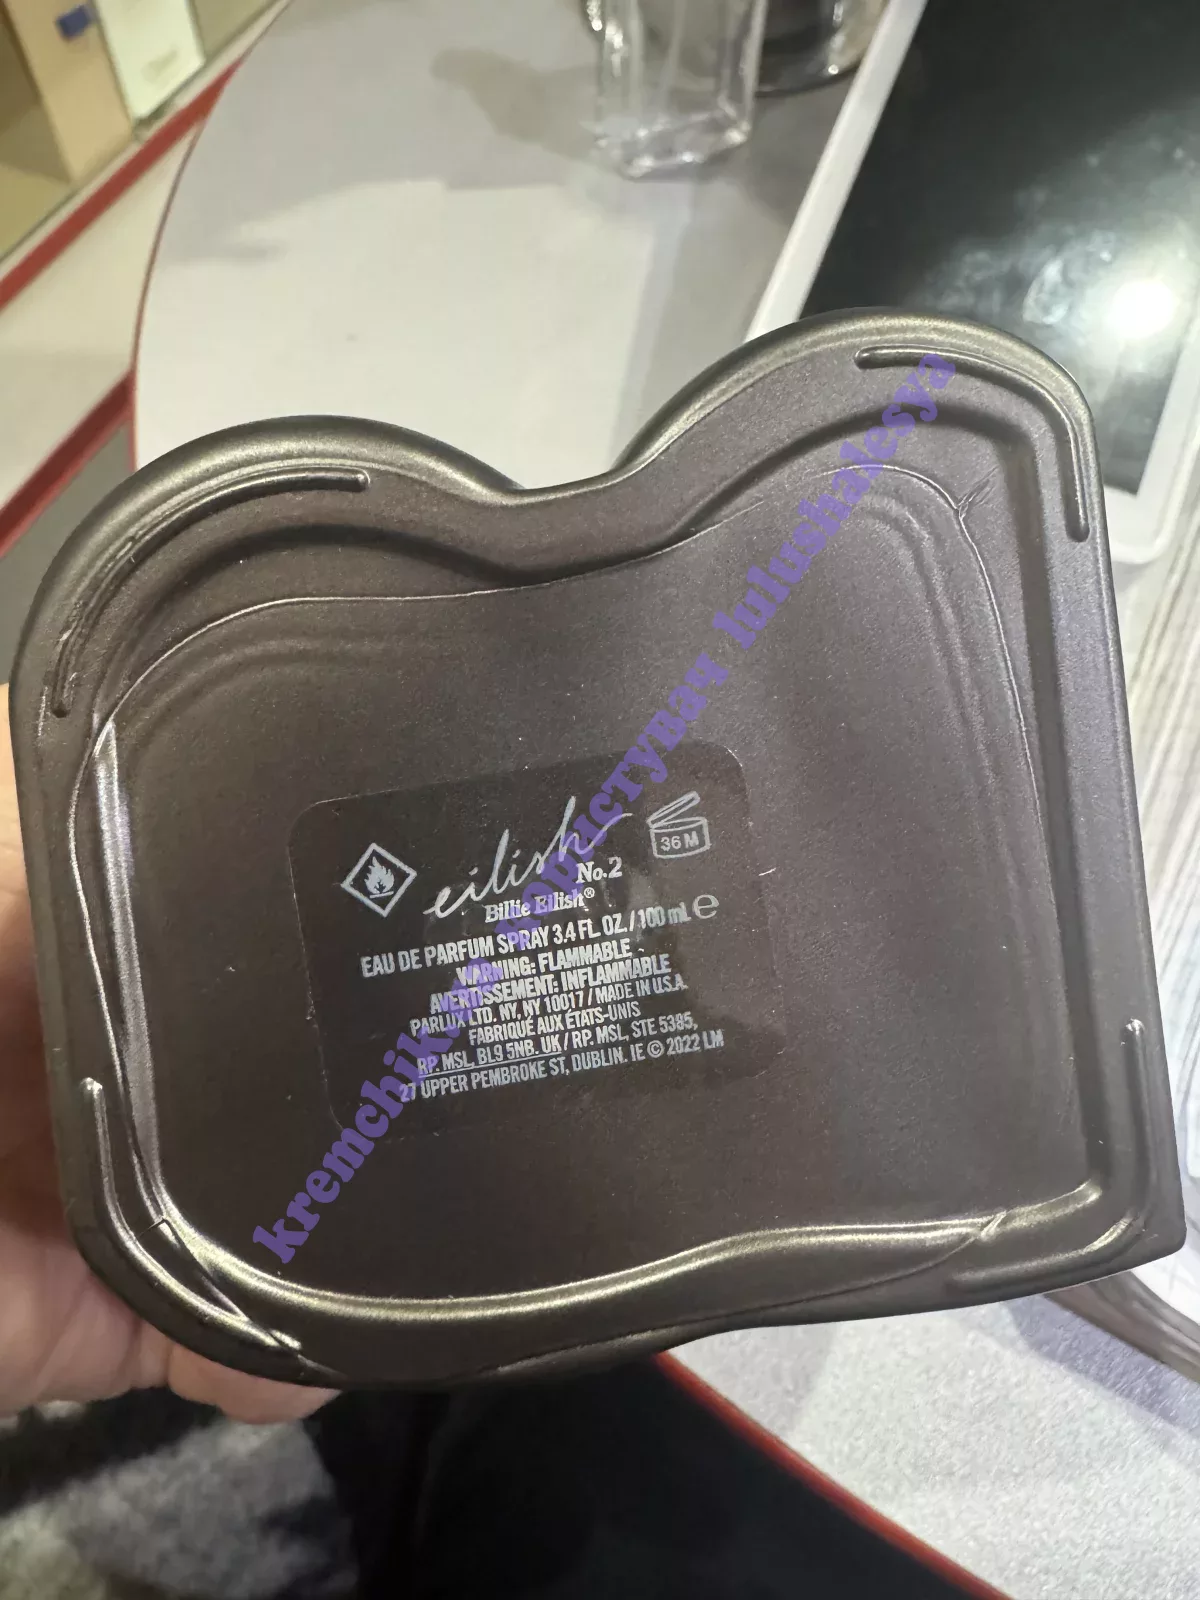 eilish
No.2
Billie Eilish®
36 M
EAU DE PARFUM SPRAY 3.4 FL. OZ./100 ml e
WARNING: FLAMMABLE
AVERTISSEMENT: INFLAMMABLE
PARLUX LTD. NY, NY 10017 / MADE IN U.S.A.
FABRIQUÉ AUX ÉTATS-UNIS
RP. MSL, BL9 5NB. UK / RP. MSL, STE 5385,
27 UPPER PEMBROKE ST, DUBLIN. IE © 2022 LM
lulushalesya